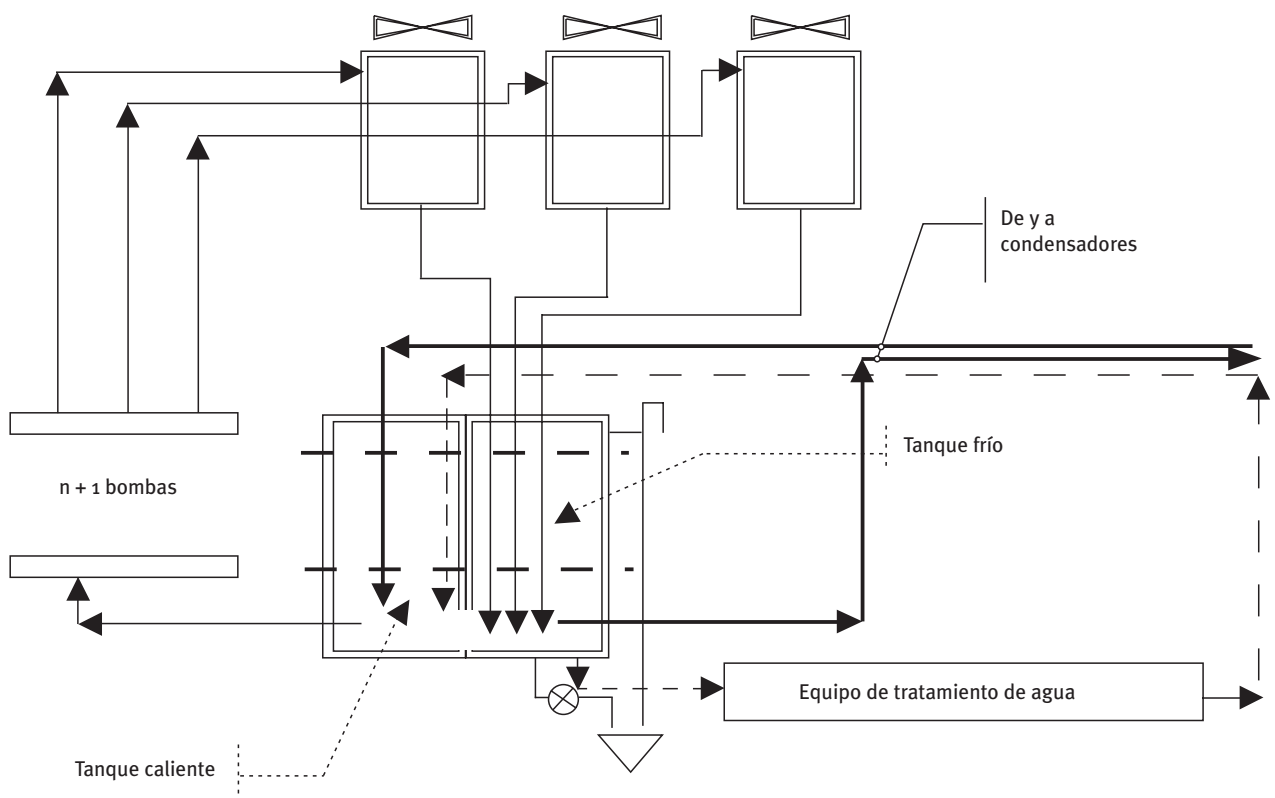 De y a
condensadores
Tanque frío
n + 1 bombas
Equipo de tratamiento de agua
Tanque caliente